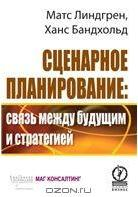 Матс Линдгрен,
Ханс Бандхольд
СЦЕНАРНОЕ
ПЛАНИРОВАНИЕ:
связь между будущим
и стратегией
МАГ КОНСАЛТИНГ
OZON.RU